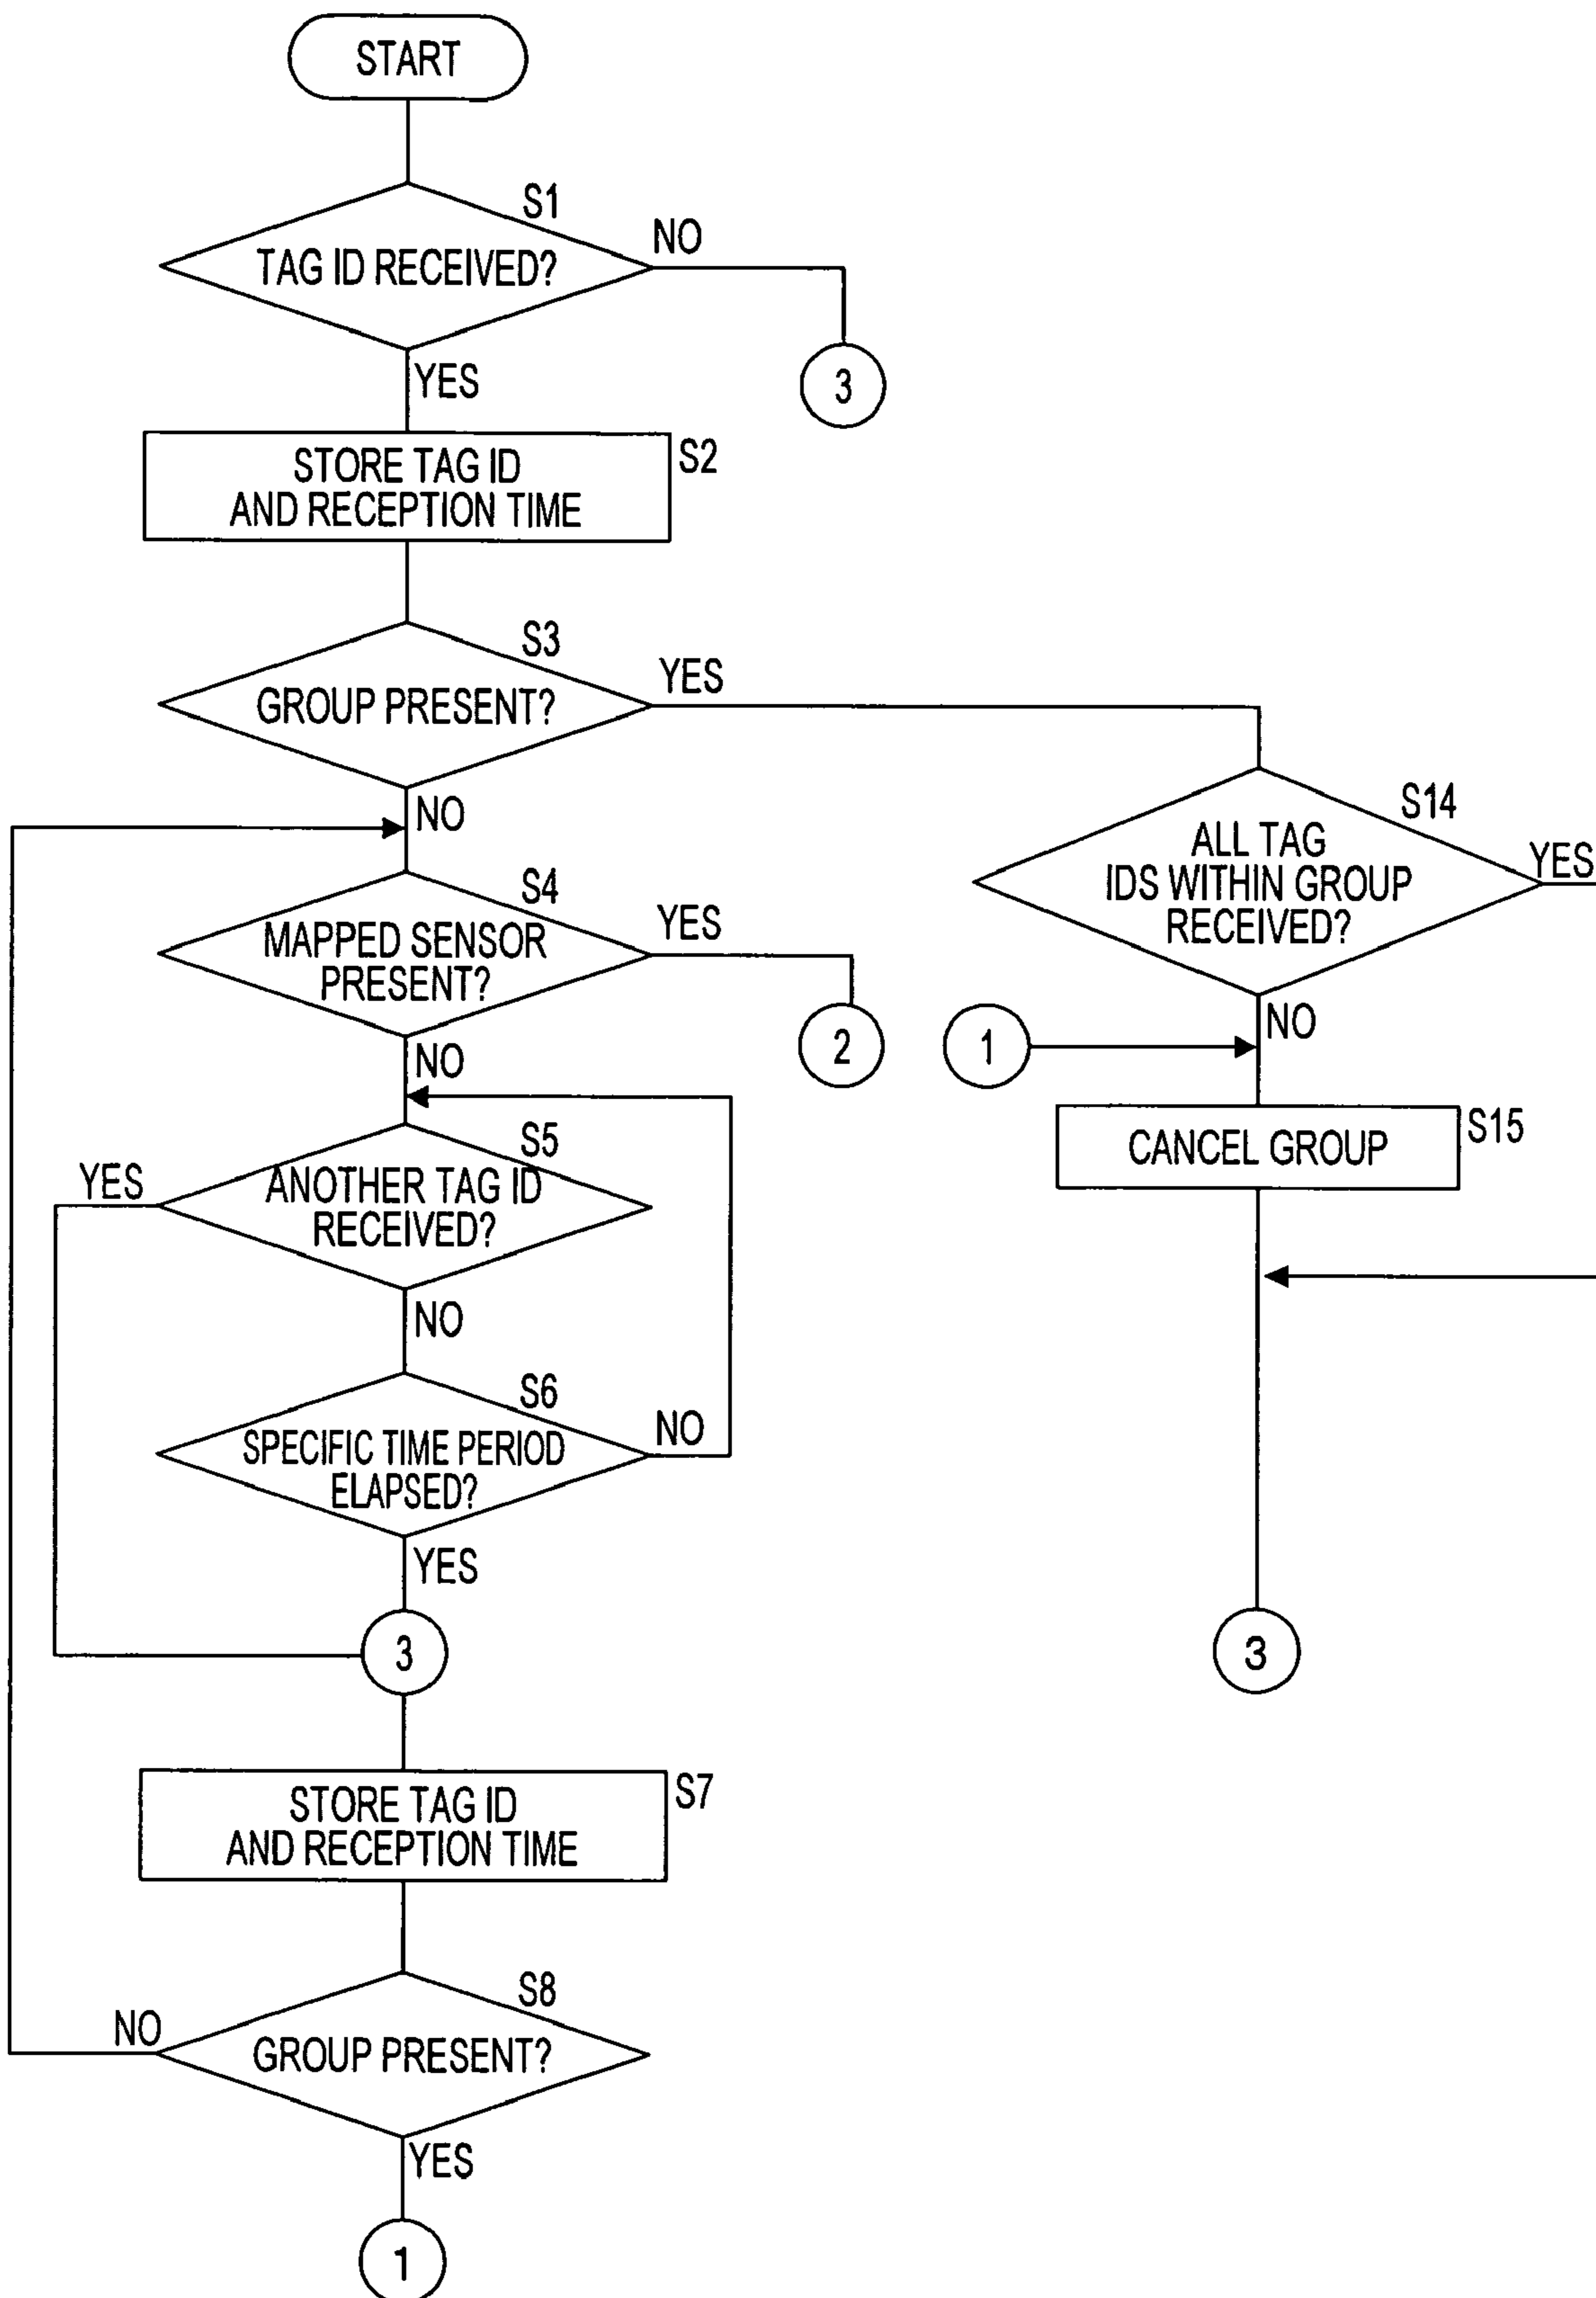 START
S1
TAG ID RECEIVED?
NO
3
YES
STORE TAG ID
AND RECEPTION TIME
S2
S3
GROUP PRESENT?
YES
NO
S4
MAPPED SENSOR
PRESENT?
YES
2
NO
S5
ANOTHER TAG ID
RECEIVED?
YES
NO
S6
SPECIFIC TIME PERIOD
ELAPSED?
NO
YES
3
STORE TAG ID
AND RECEPTION TIME
S7
S8
GROUP PRESENT?
NO
YES
1
S14
ALL TAG
IDS WITHIN GROUP
RECEIVED?
YES
NO
1
CANCEL GROUP
S15
3